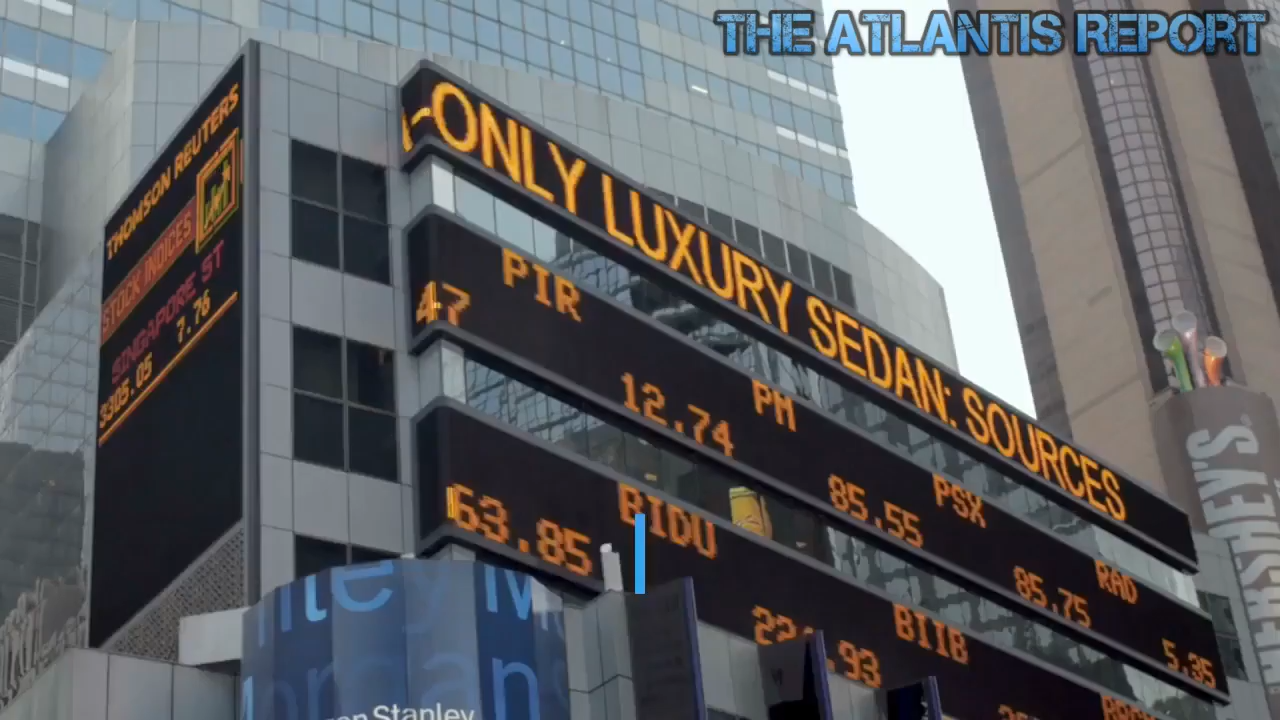 THE ATLANTIS REPORT
THOMSON REUTERS
STOCK INDICES
SINGAPORE ST
3305.05 7.76
-ONLY LUXURY SEDAN: SOURCES
PIR PM PSX RAD
47 12.74 85.55 85.75 5.35
BIDU BIIB
63.85 93
Stanley
HERSHEY'S